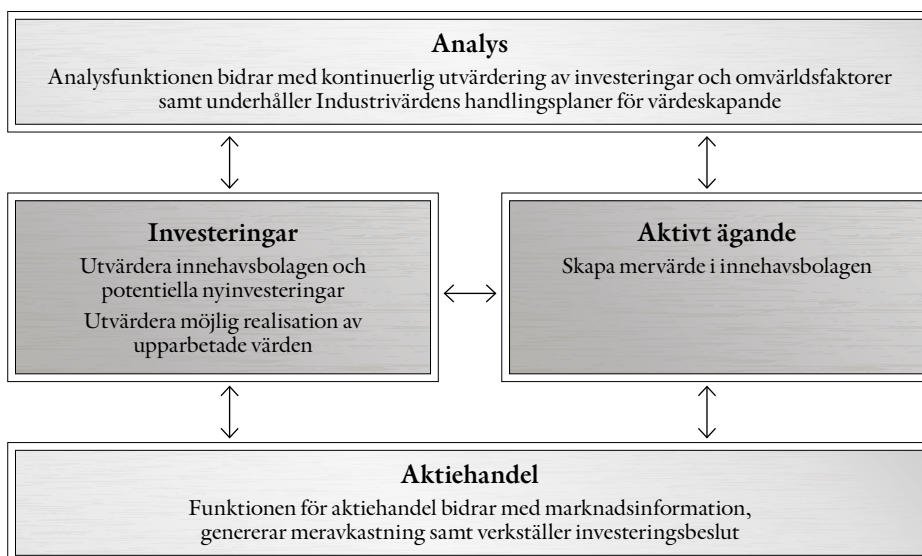 Analys
Analysfunktionen bidrar med kontinuerlig utvärdering av investeringar och omvärldsfaktorer
samt underhåller Industrivärdens handlingsplaner för värdeskapande
Investeringar
Utvärdera innehavsbolagen och
potentiella nyinvesteringar
Utvärdera möjlig realisation av
upparbetade värden
Aktivt ägande
Skapa mervärde i innehavsbolagen
Aktiehandel
Funktionen för aktiehandel bidrar med marknadsinformation,
genererar meravkastning samt verkställer investeringsbeslut